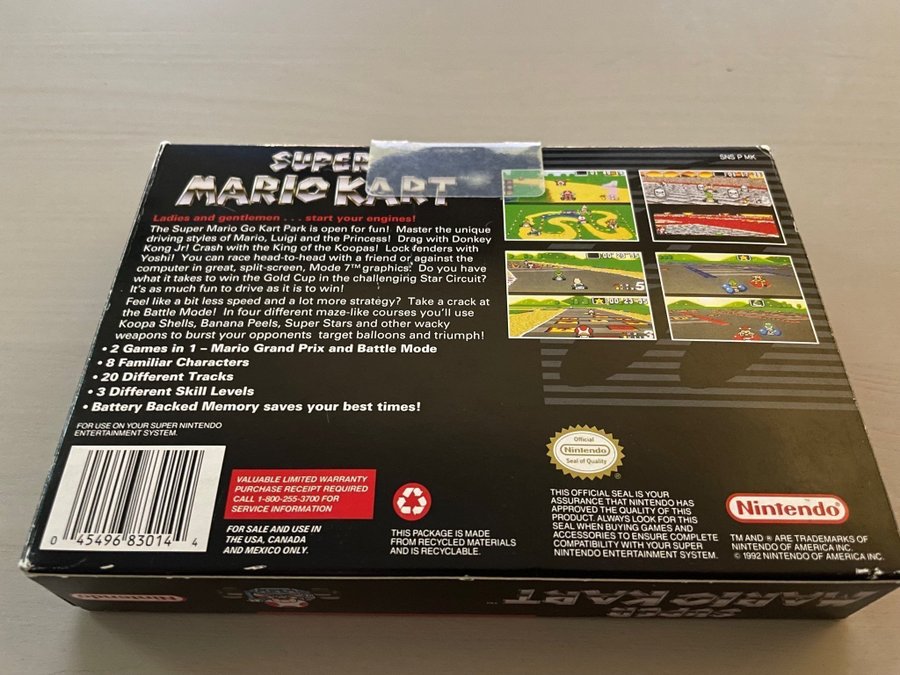 SNS P MK
SUPER
MARIO KART
Ladies and gentlemen . . . start your engines!
The Super Mario Go Kart Park is open for fun! Master the unique
driving styles of Mario, Luigi and the Princess! Drag with Donkey
Kong Jr! Crash with the King of the Koopas! Lock fenders with
Yoshi! You can race head-to-head with a friend or against the
computer in great, split-screen, Mode 7™ graphics. Do you have
what it takes to win the Gold Cup in the challenging Star Circuit?
It's as much fun to drive as it is to win!
Feel like a bit less speed and a lot more strategy? Take a crack at
the Battle Mode! In four different maze-like courses you'll use
Koopa Shells, Banana Peels, Super Stars and other wacky
weapons to burst your opponents target balloons and triumph!
• 2 Games in 1 – Mario Grand Prix and Battle Mode
• 8 Familiar Characters
• 20 Different Tracks
• 3 Different Skill Levels
• Battery Backed Memory saves your best times!
FOR USE ON YOUR SUPER NINTENDO
ENTERTAINMENT SYSTEM.
0 45496 83014 4
VALUABLE LIMITED WARRANTY
PURCHASE RECEIPT REQUIRED
CALL 1-800-255-3700 FOR
SERVICE INFORMATION
FOR SALE AND USE IN
THE USA, CANADA
AND MEXICO ONLY.
THIS PACKAGE IS MADE
FROM RECYCLED MATERIALS
AND IS RECYCLABLE.
Official
Nintendo
Seal of Quality
THIS OFFICIAL SEAL IS YOUR
ASSURANCE THAT NINTENDO HAS
APPROVED THE QUALITY OF THIS
PRODUCT. ALWAYS LOOK FOR THIS
SEAL WHEN BUYING GAMES AND
ACCESSORIES TO ENSURE COMPLETE
COMPATIBILITY WITH YOUR SUPER
NINTENDO ENTERTAINMENT SYSTEM.
Nintendo
TM AND ® ARE TRADEMARKS OF
NINTENDO OF AMERICA INC.
© 1992 NINTENDO OF AMERICA INC.
Nintendo
SUPER
MARIO KART